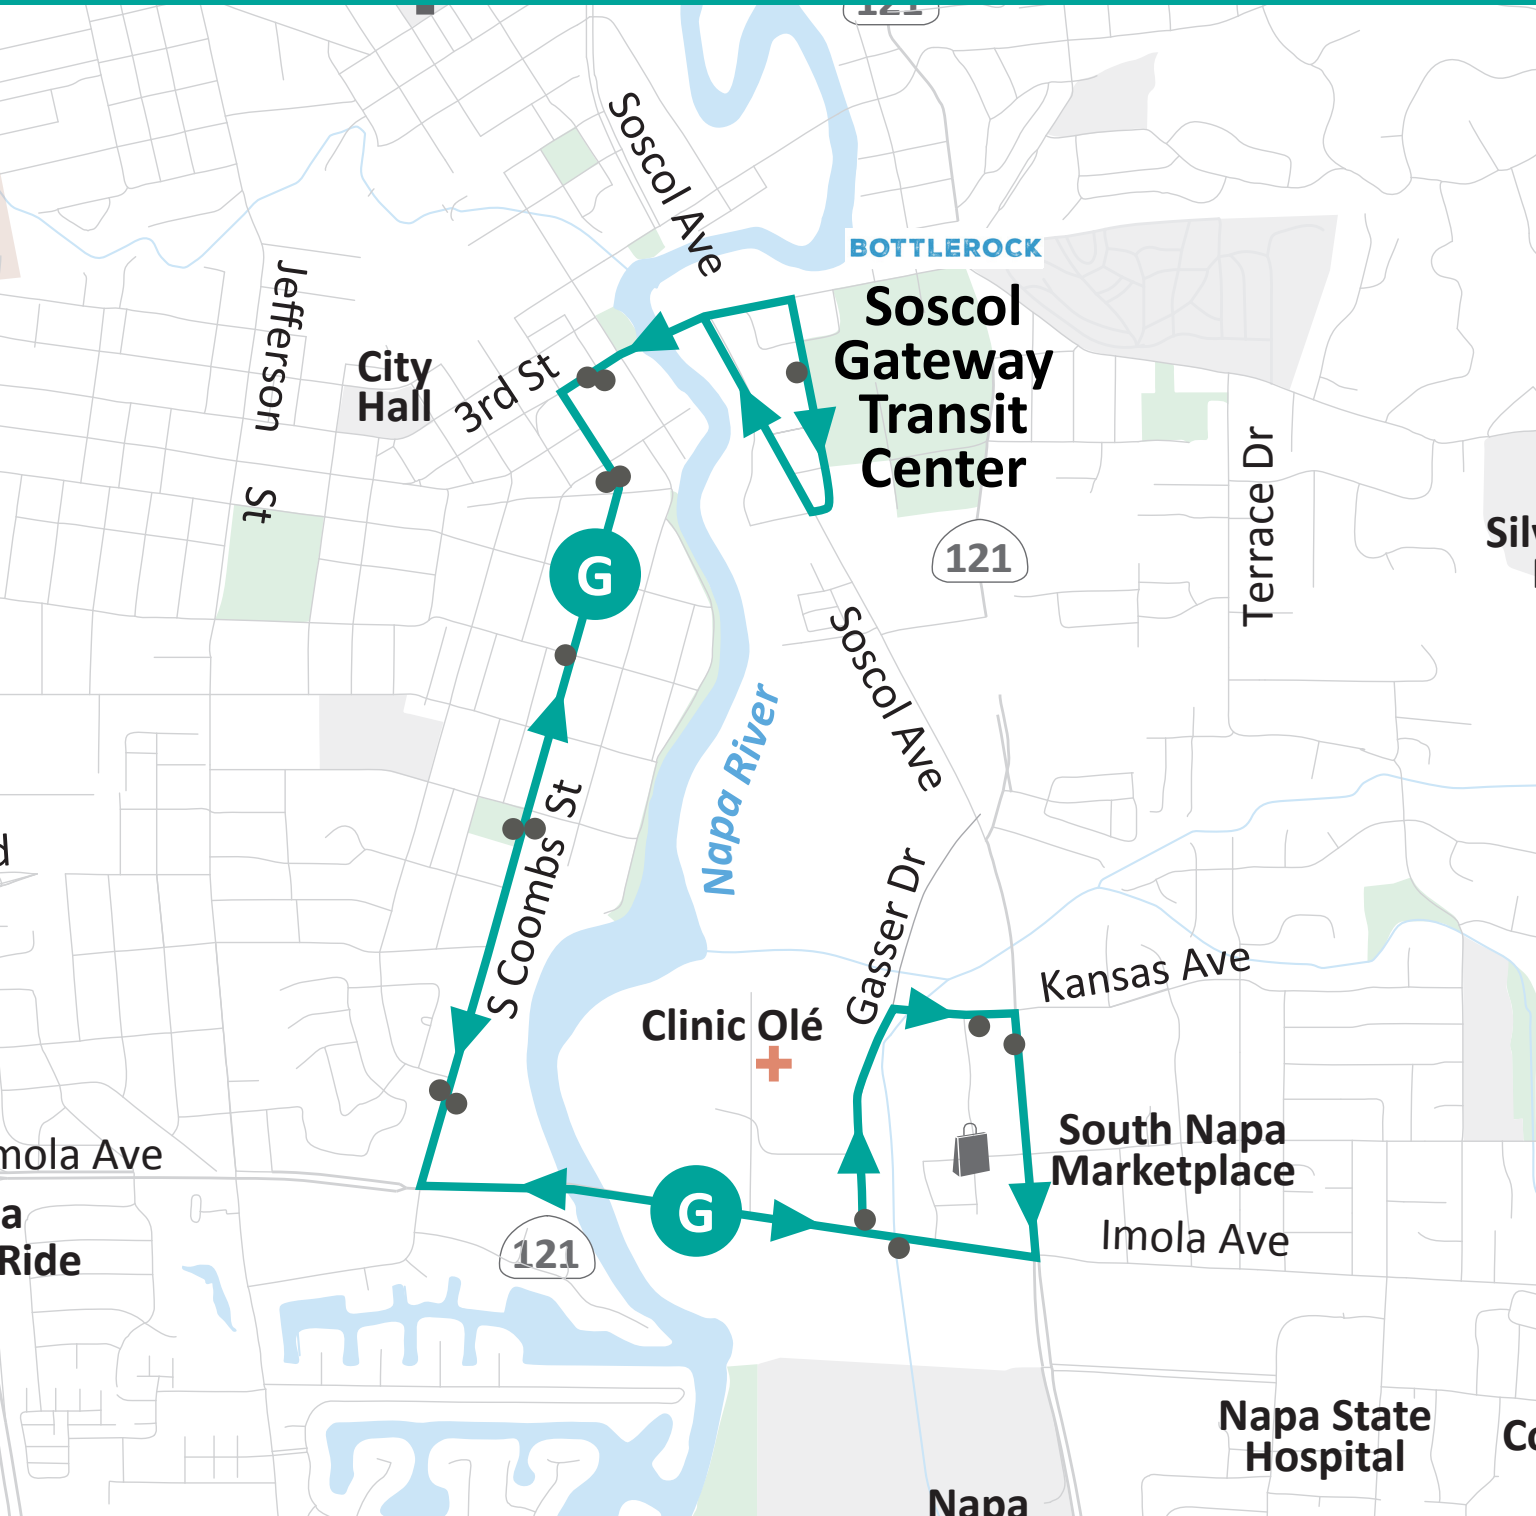 121
Soscol Ave
BOTTLEROCK
Soscol
Gateway
Transit
Center
Jefferson St
City
Hall
3rd St
121
Terrace Dr
G
Soscol Ave
Napa River
S Coombs St
Gasser Dr
Kansas Ave
Clinic Olé
South Napa
Marketplace
mola Ave
Imola Ave
G
121
a
Ride
Napa State
Hospital
Napa